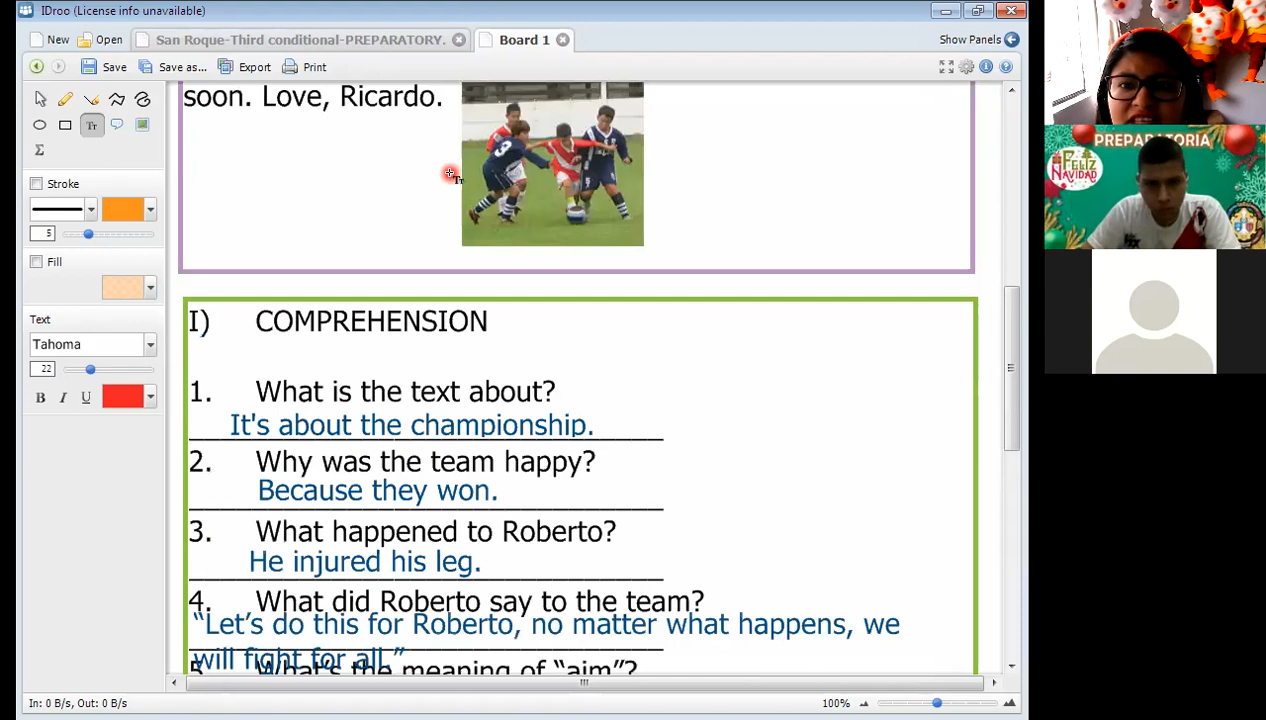 IDroo (License info unavailable)
New
Open
San Roque-Third conditional-PREPARATORY.
Board 1
Show Panels
Save
Save as...
Export
Print
Tr
Stroke
5
Fill
Text
Tahoma
22
B I U
soon. Love, Ricardo.
Tr
I) COMPREHENSION
1. What is the text about?
It's about the championship.
2. Why was the team happy?
Because they won.
3. What happened to Roberto?
He injured his leg.
4. What did Roberto say to the team?
“Let’s do this for Roberto, no matter what happens, we
will fight for all.”
5. What’s the meaning of “aim”?
In: 0 B/s, Out: 0 B/s
100%
PREPARATORIA
FELIZ
NAVIDAD